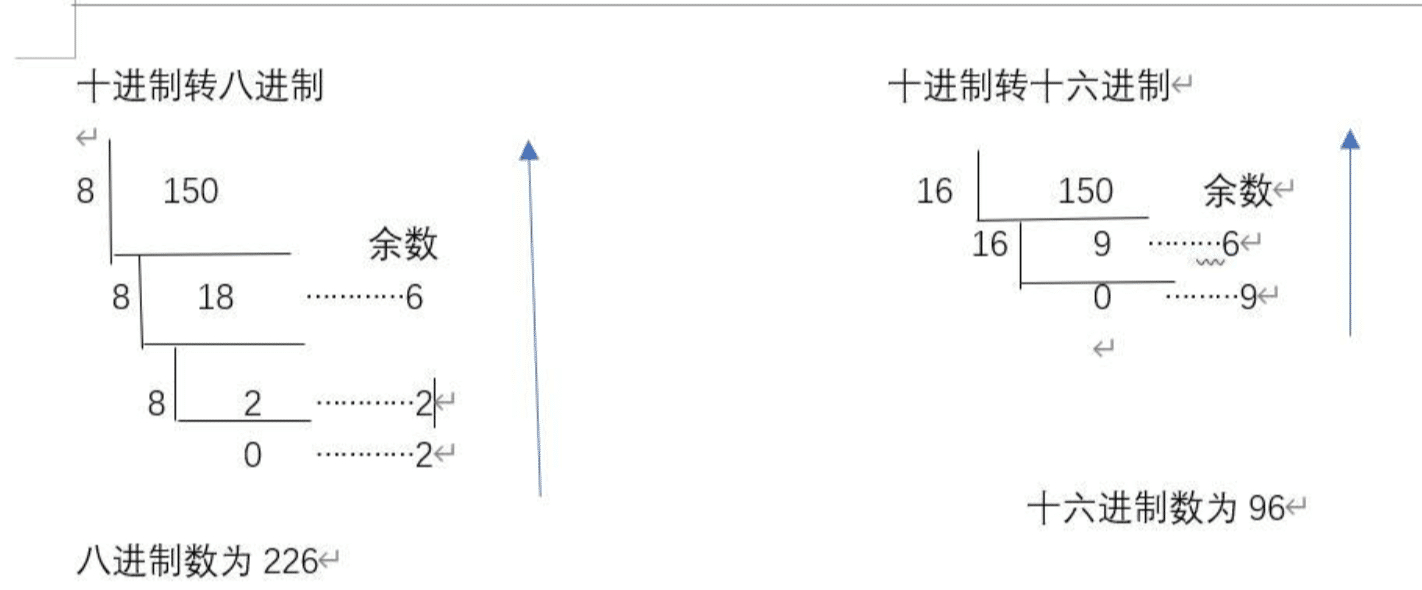 十进制转八进制
8 150
余数
8 18 …………6
8 2 …………2
0 …………2
八进制数为 226
十进制转十六进制
16 150 余数
16 9 ………6
0 ………9
十六进制数为 96